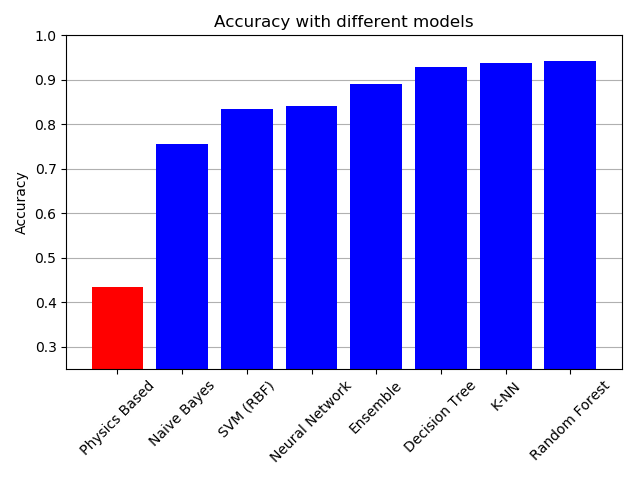 Accuracy with different models
1.0
0.9
0.8
0.7
0.6
0.5
0.4
0.3
Accuracy
Physics Based
Naive Bayes
SVM (RBF)
Neural Network
Ensemble
Decision Tree
K-NN
Random Forest